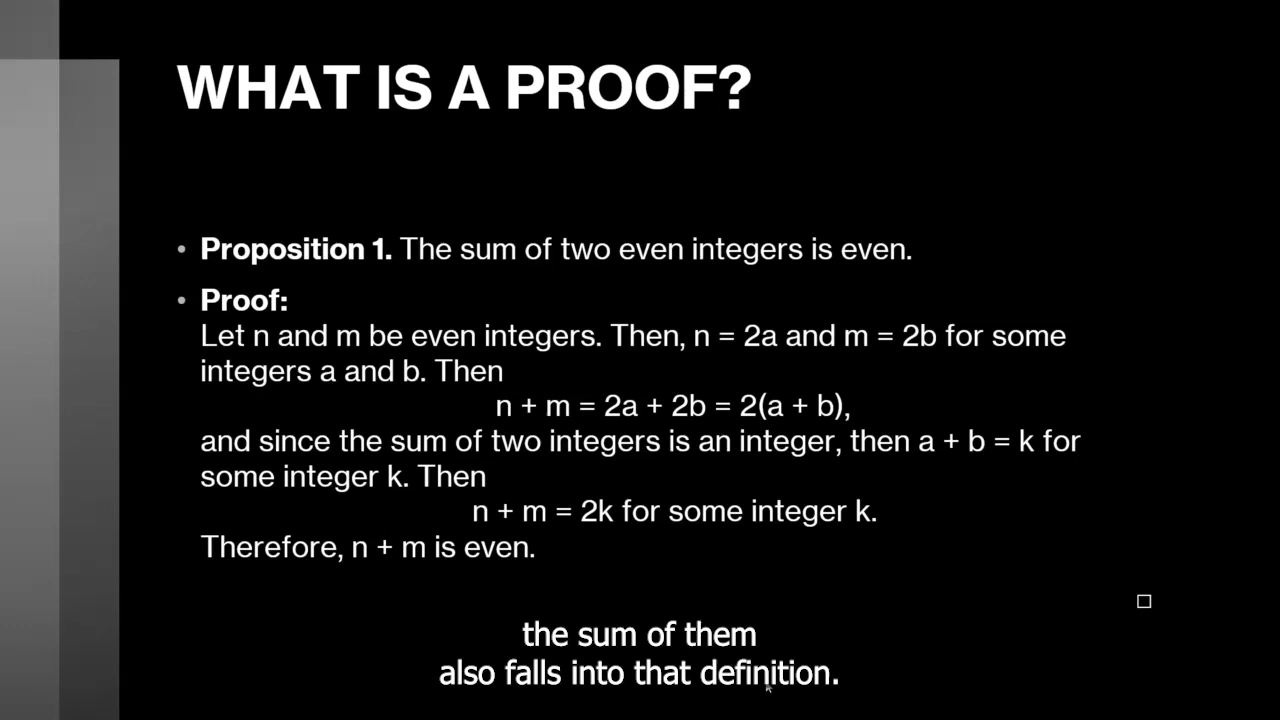 WHAT IS A PROOF?
• Proposition 1. The sum of two even integers is even.
• Proof:
Let n and m be even integers. Then, n = 2a and m = 2b for some
integers a and b. Then
n + m = 2a + 2b = 2(a + b),
and since the sum of two integers is an integer, then a + b = k for
some integer k. Then
n + m = 2k for some integer k.
Therefore, n + m is even.
□
the sum of them
also falls into that definition.